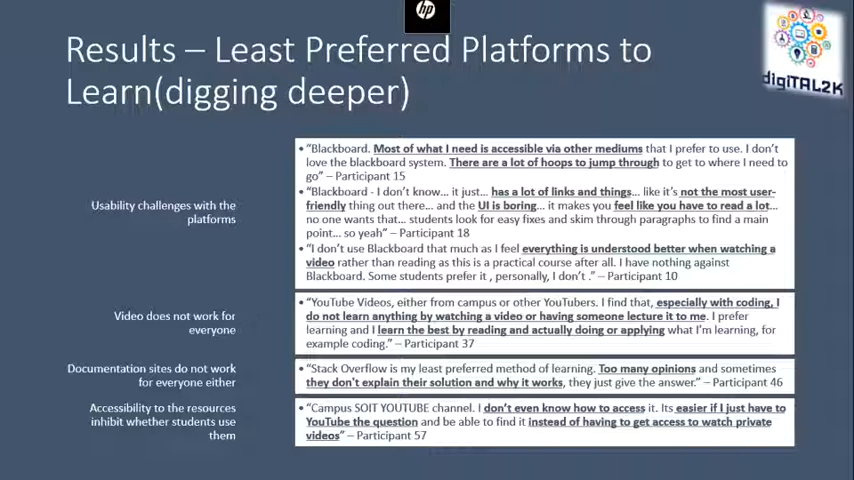 hp
Results – Least Preferred Platforms to
Learn(digging deeper)
digiTAL2K
Usability challenges with the
platforms
• "Blackboard. Most of what I need is accessible via other mediums that I prefer to use. I don't
love the blackboard system. There are a lot of hoops to jump through to get to where I need to
go" – Participant 15
• "Blackboard - I don't know... it just... has a lot of links and things... like it's not the most user-
friendly thing out there... and the UI is boring... it makes you feel like you have to read a lot...
no one wants that... students look for easy fixes and skim through paragraphs to find a main
point... so yeah" – Participant 18
• "I don't use Blackboard that much as I feel everything is understood better when watching a
video rather than reading as this is a practical course after all. I have nothing against
Blackboard. Some students prefer it , personally, I don't ." – Participant 10
Video does not work for
everyone
• "YouTube Videos, either from campus or other YouTubers. I find that, especially with coding, I
do not learn anything by watching a video or having someone lecture it to me. I prefer
learning and I learn the best by reading and actually doing or applying what I'm learning, for
example coding." – Participant 37
Documentation sites do not work
for everyone either
• "Stack Overflow is my least preferred method of learning. Too many opinions and sometimes
they don't explain their solution and why it works, they just give the answer." – Participant 46
Accessibility to the resources
inhibit whether students use
them
• "Campus SOIT YOUTUBE channel. I don't even know how to access it. Its easier if I just have to
YouTube the question and be able to find it instead of having to get access to watch private
videos" – Participant 57